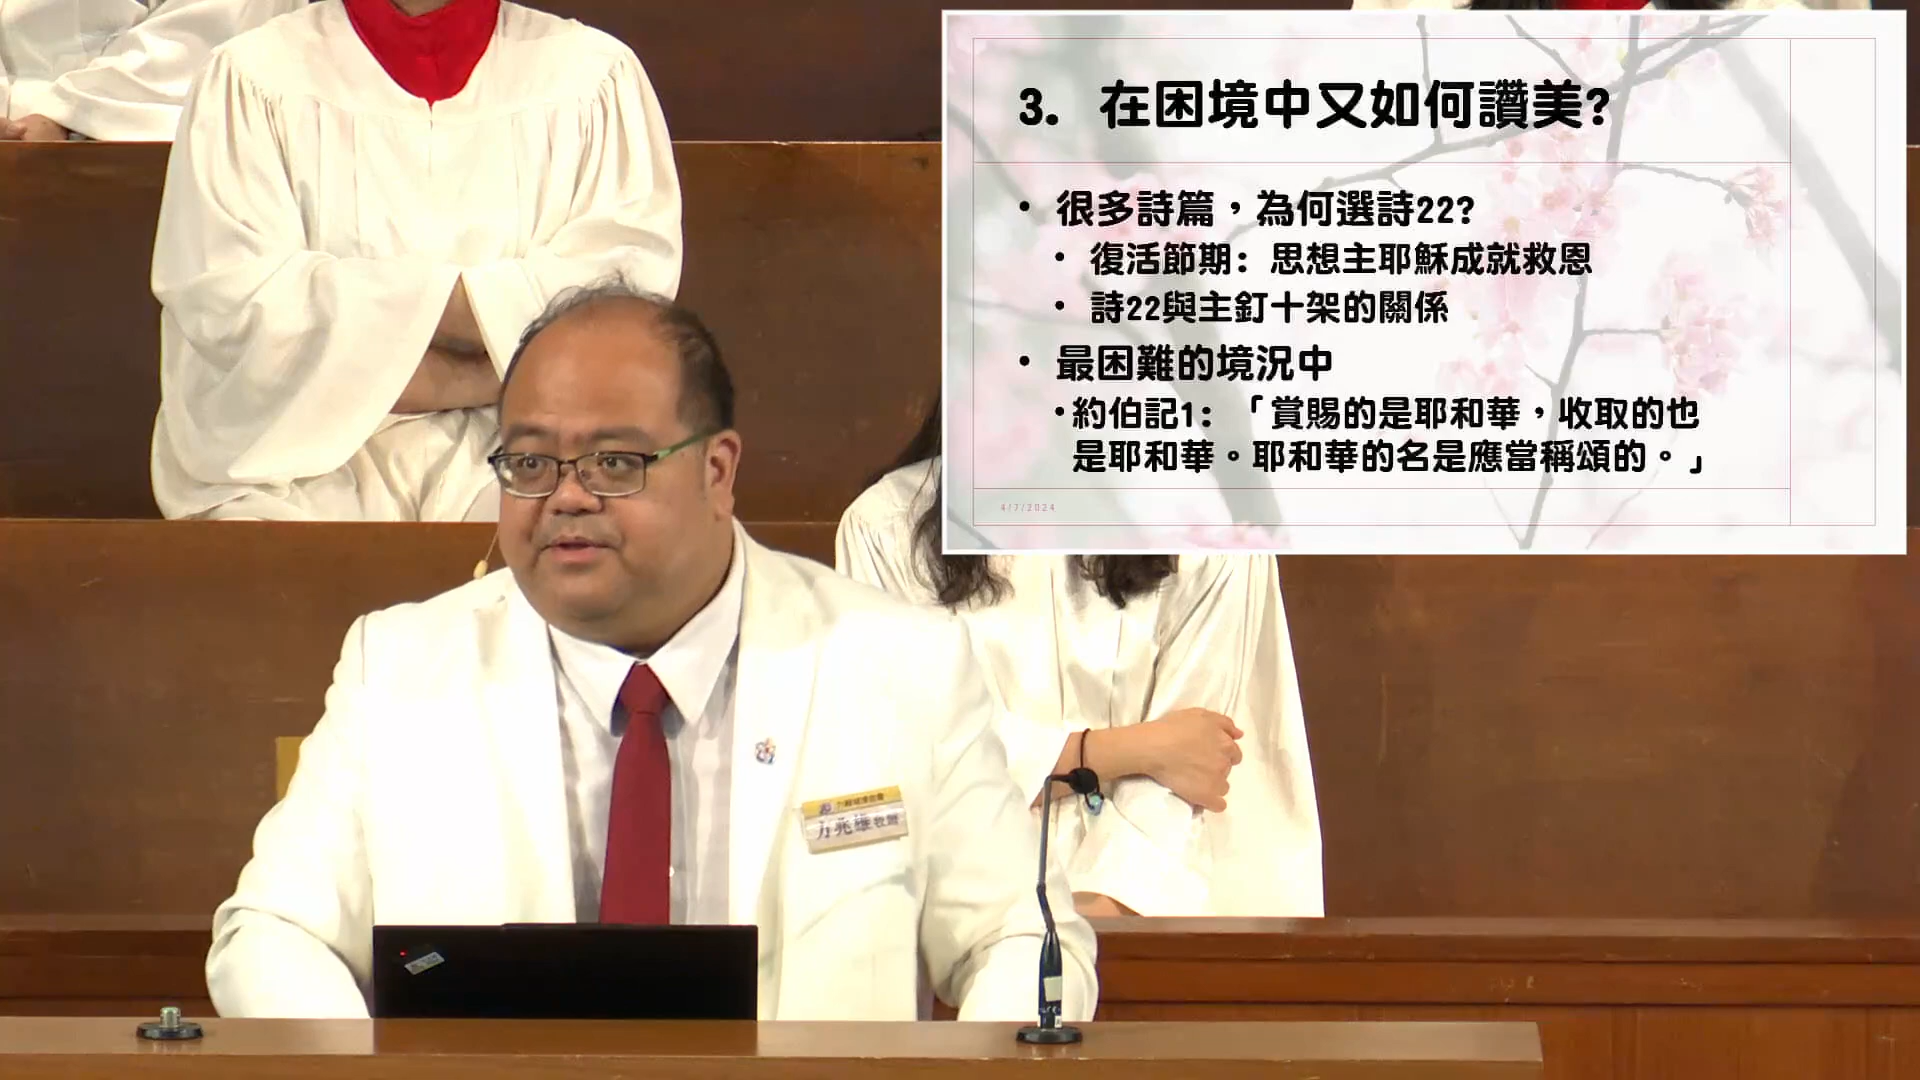 3. 在困境中又如何讚美?
• 很多詩篇，為何選詩22?
• 復活節期: 思想主耶穌成就救恩
• 詩22與主釘十架的關係
• 最困難的境況中
• 約伯記1: 「賞賜的是耶和華，收取的也
是耶和華。耶和華的名是應當稱頌的。」
4/7/2024
方兆雄牧師